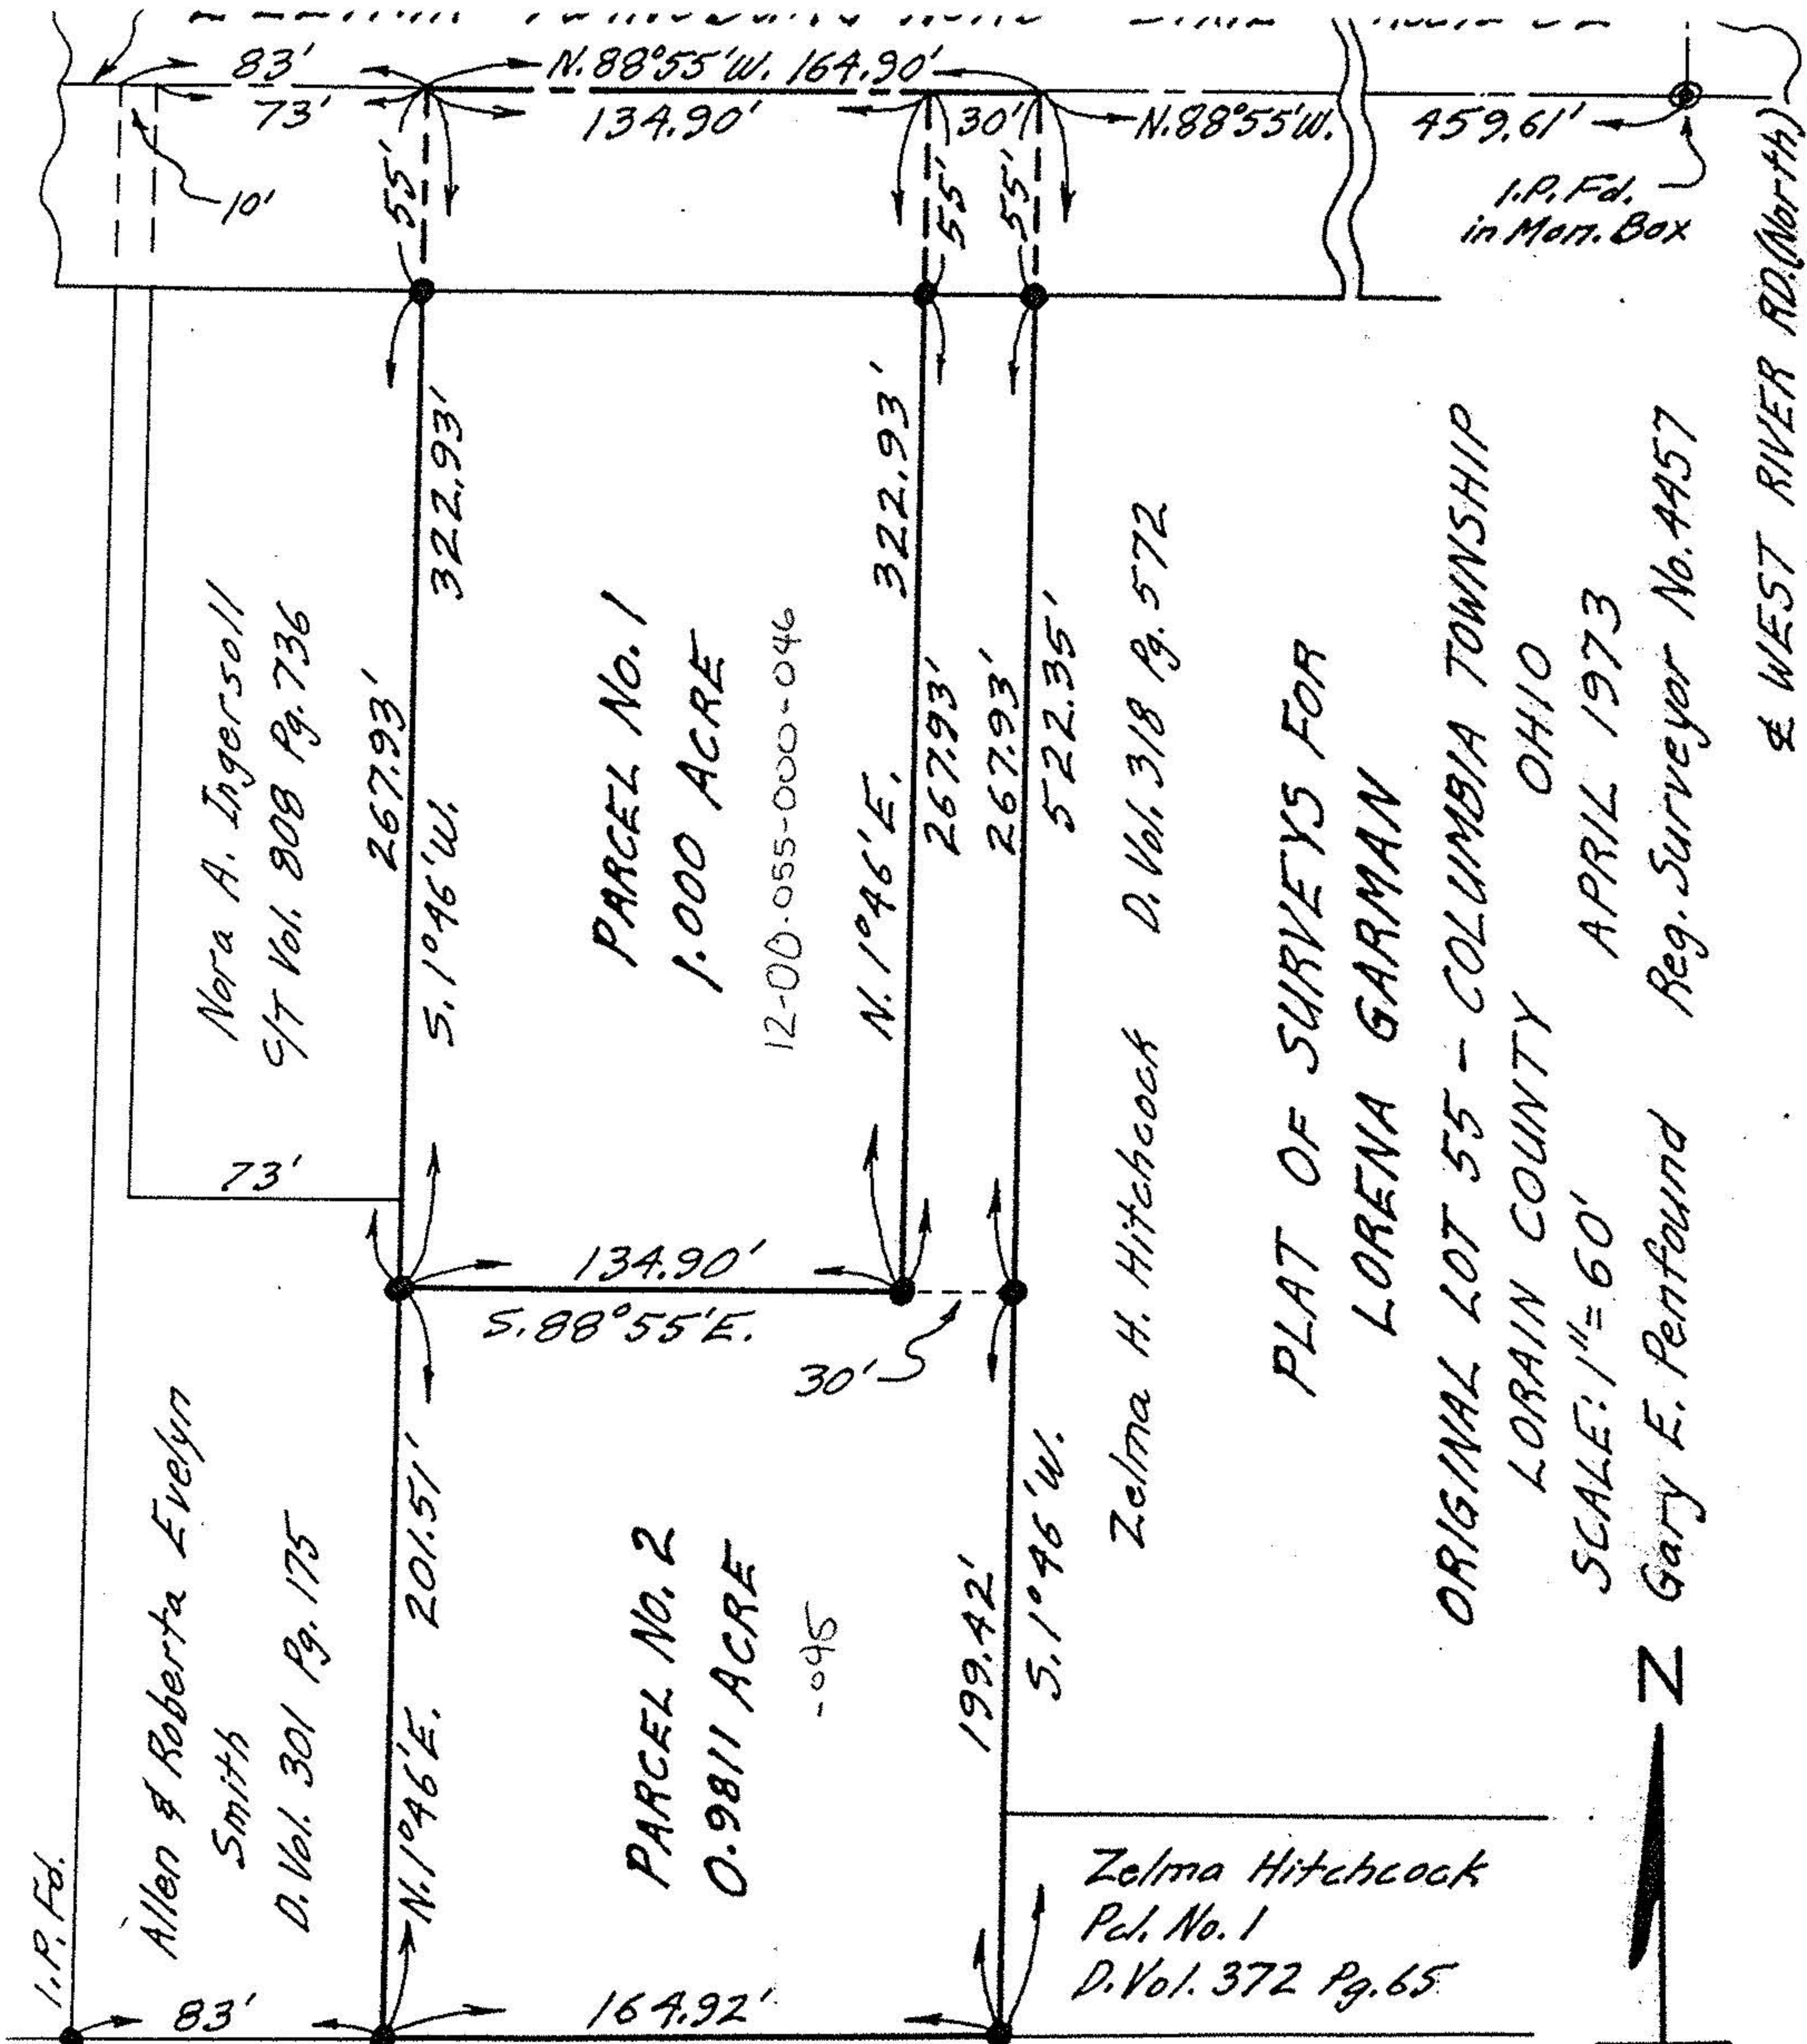 83'
N.88°55'W. 164.90'
73'
134.90'
30'
N.88°55'W.
459.61'
10'
55'
55'
55'
I.P. Fd.
in Mon. Box
℄ WEST RIVER RD.(North)
Nora A. Ingersoll
C/T Vol. 808 Pg. 736
267.93'
S.1°46'W. 322.93'
PARCEL No. 1
1.000 ACRE
12-00-055-000-046
N.1°46'E. 322.93'
267.93'
267.93'
522.35'
Zelma H. Hitchcock D. Vol. 318 Pg. 572
73'
134.90'
S.88°55'E.
30'
Allen & Roberta Evelyn
Smith
D. Vol. 301 Pg. 175
N.1°46'E. 201.51'
PARCEL No. 2
0.9811 ACRE
-045
199.42'
S.1°46'W.
PLAT OF SURVEYS FOR
LORENA GARMAN
ORIGINAL LOT 55 - COLUMBIA TOWNSHIP
LORAIN COUNTY OHIO
SCALE: 1"=60' APRIL 1973
Gary E. Penfound Reg. Surveyor No. 4457
Z
Zelma Hitchcock
Pcl. No. 1
D. Vol. 372 Pg. 65
I.P. Fd.
83'
164.92'